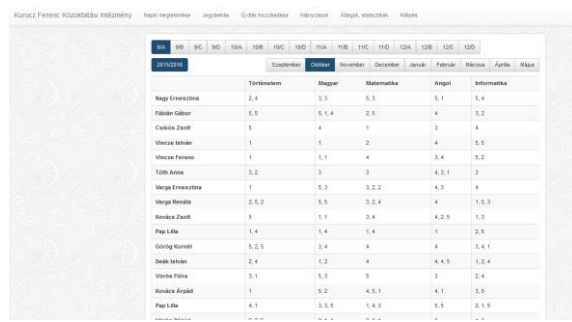 Kurucz Ferenc Közoktatási Intézmény Napló megtekintése Jegybeírás Új diák hozzáadása Hiányzások Átlagok, statisztikák Kilépés
9/A 9/B 9/C 9/D 10/A 10/B 10/C 10/D 11/A 11/B 11/C 11/D 12/A 12/B 12/C 12/D
2015/2016 Szeptember Október November December Január Február Március Április Május
Történelem Magyar Matematika Angol Informatika
Nagy Ernesztina 2, 4 3, 3 5, 3 5, 1 5, 4
Fábián Gábor 5, 5 5, 1, 4 2, 5 4 3, 2
Csikós Zsolt 5 4 1 3 4
Vincze István 1 1 2 4 5, 5
Vincze Ferenc 1 1, 1 4 3, 4 5, 2
Tóth Anna 3, 2 3 3 4, 3, 1 3
Varga Ernesztina 1 5, 3 3, 2, 2 4, 3 4
Varga Renáta 2, 5, 2 5, 5 3, 2, 4 4 1, 5, 3
Kovács Zsolt 5 1, 1 3, 4 4, 2, 5 1, 3
Pap Lilla 1, 4 1, 4 1, 4 1 2, 5
Görög Kornél 5, 2, 5 3, 4 4 4 3, 4, 1
Deák István 2, 4 1, 2 4 4, 4, 5 1, 2, 4
Vörös Flóra 3, 1 5, 3 5 3 2, 4
Kovács Árpád 1 5, 2 4, 5, 1 4, 1 3, 5
Pap Lilla 4, 1 3, 3, 5 1, 4, 3 5, 5 2, 1, 5